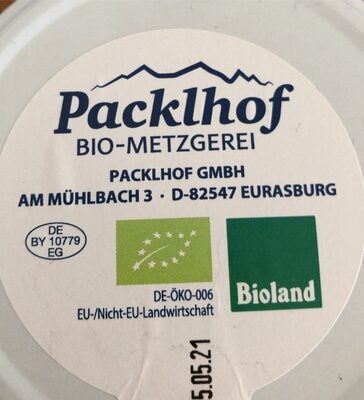 Packlhof
BIO-METZGEREI
PACKLHOF GMBH
AM MÜHLBACH 3 · D-82547 EURASBURG
DE
BY 10779
EG
Bioland
DE-ÖKO-006
EU-/Nicht-EU-Landwirtschaft
5.05.21